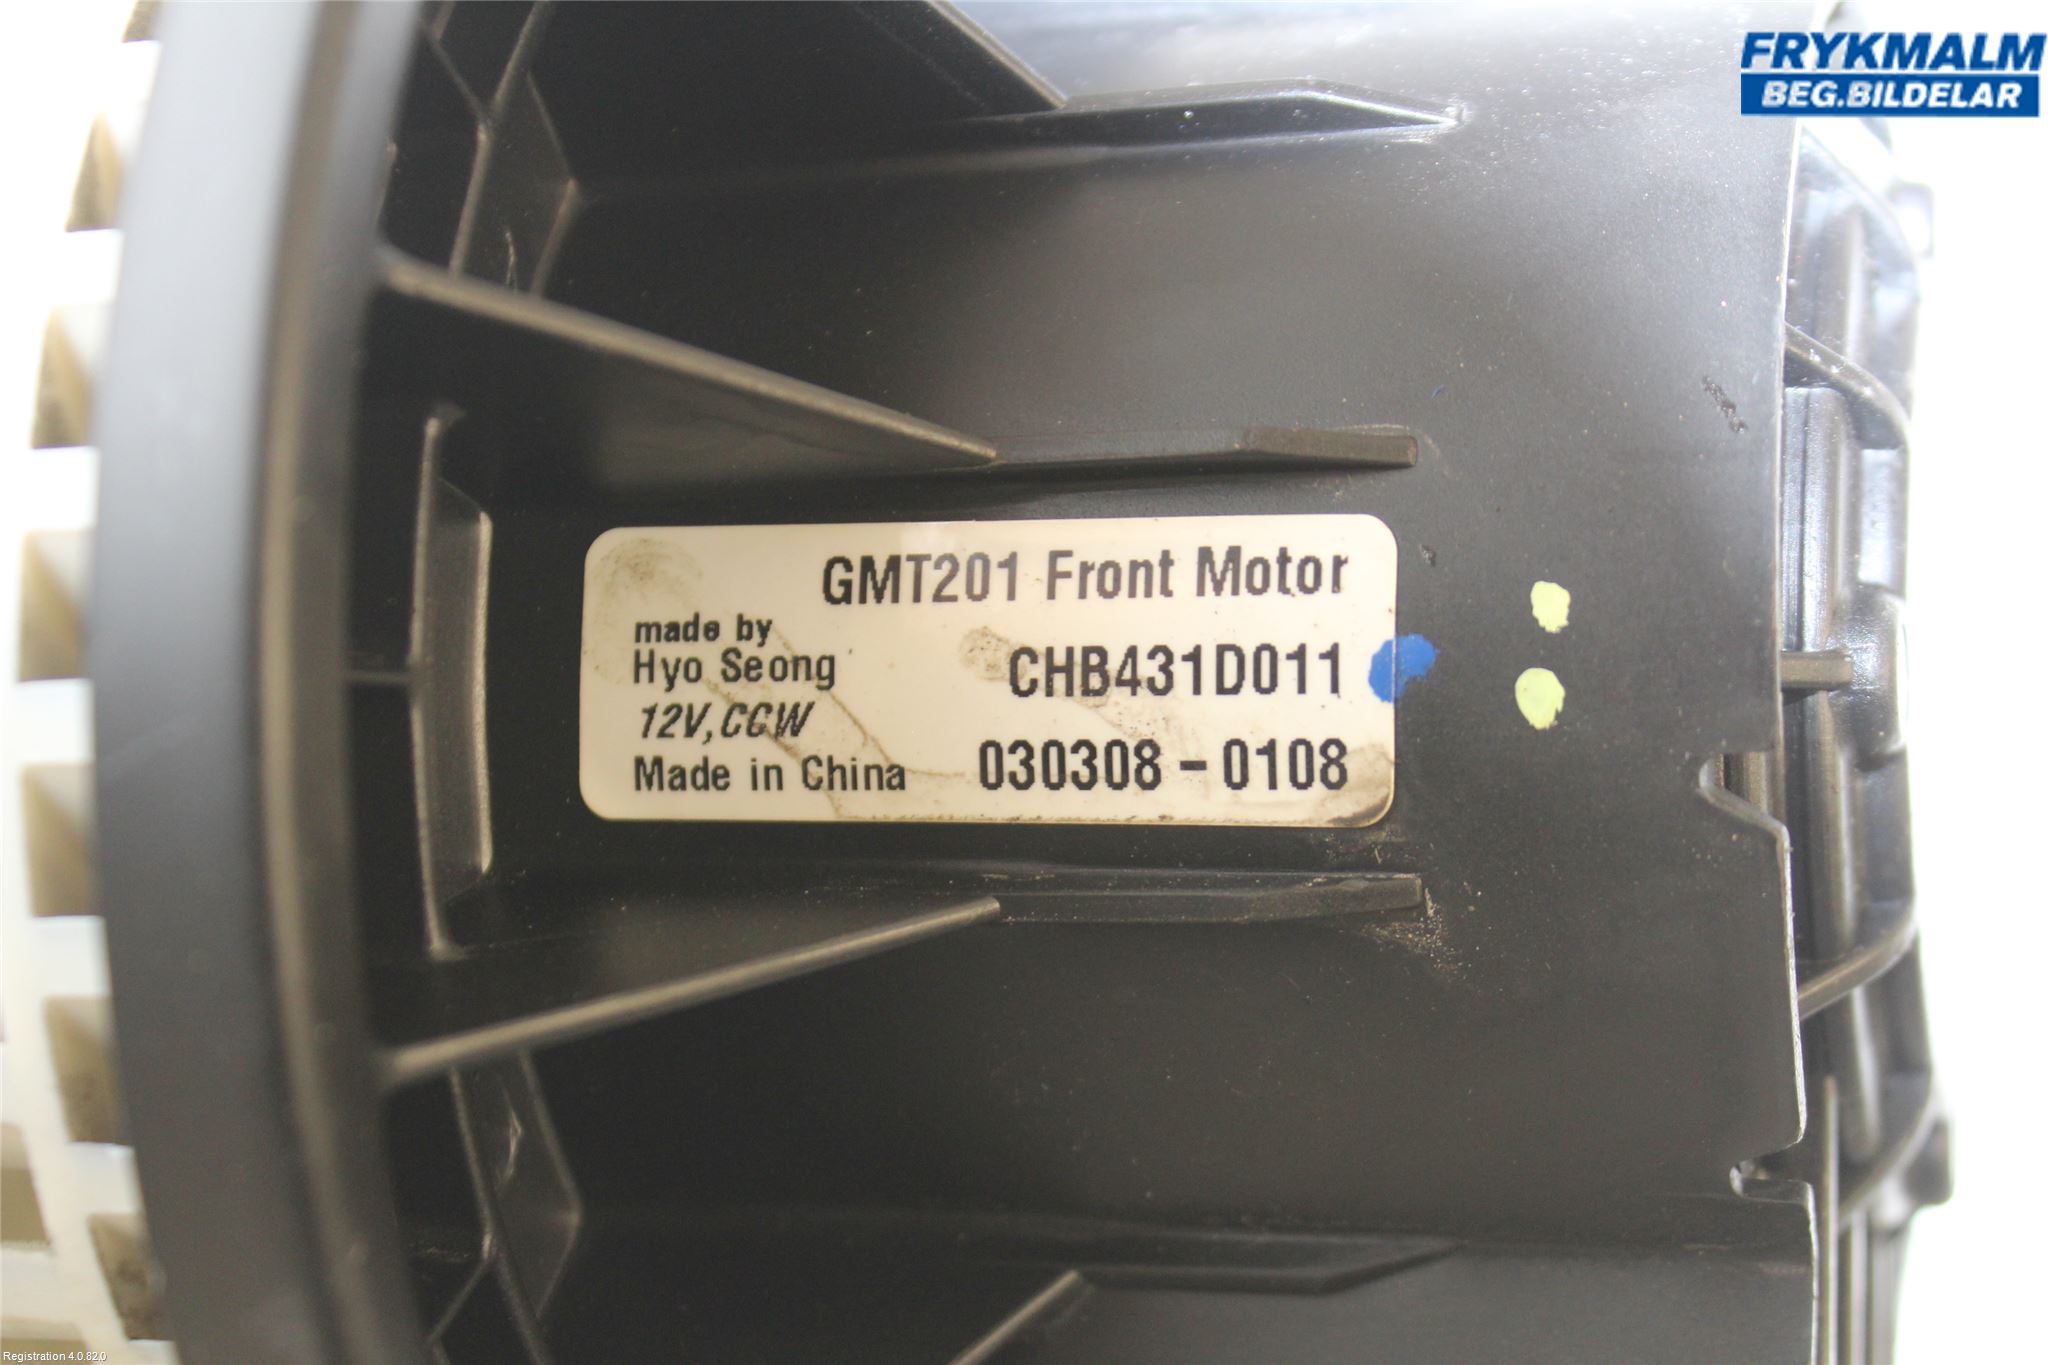 FRYKMALM
BEG.BILDELAR
GMT201 Front Motor
made by
Hyo Seong
CHB431D011
12V,CCW
Made in China
030308-0108
Registration 4.0.82.0